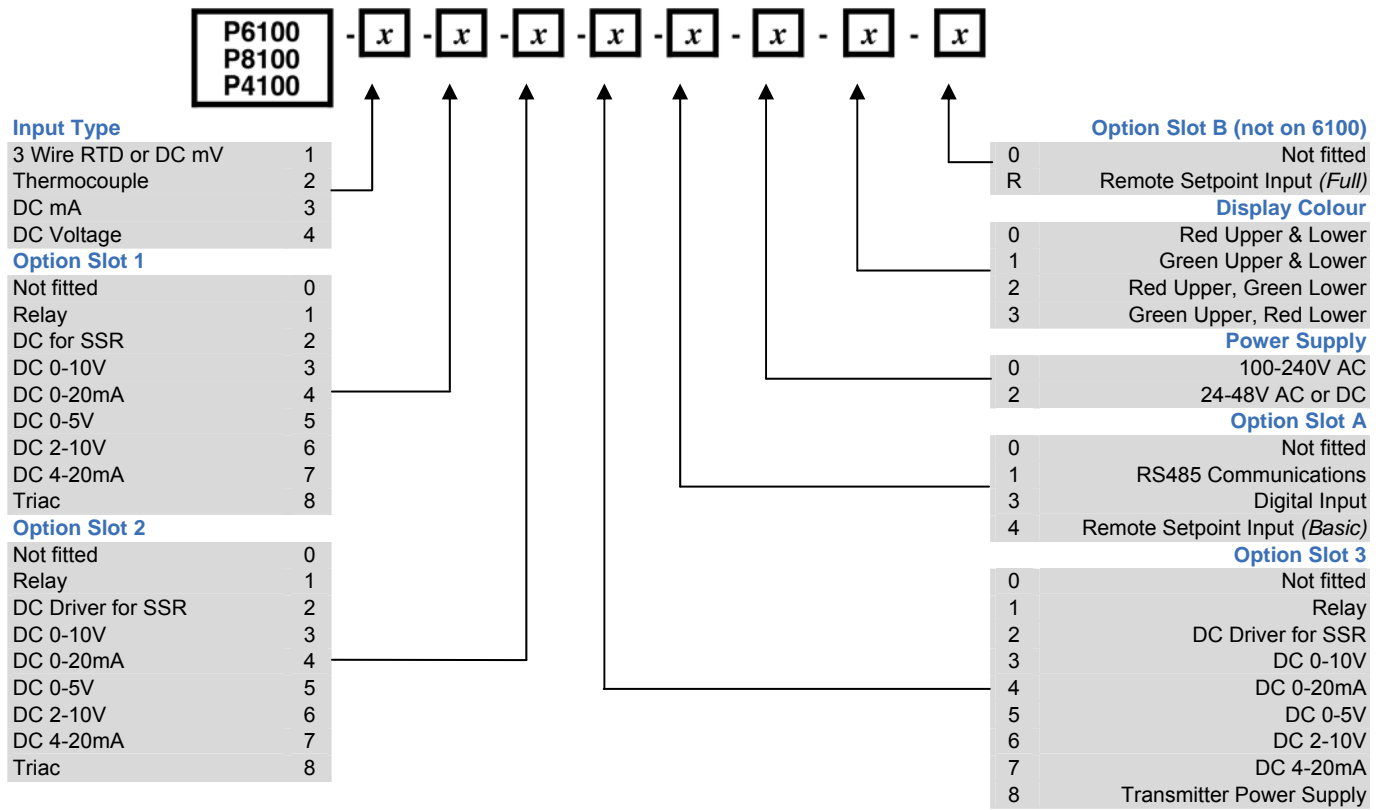 P6100
P8100
P4100
- x - x - x - x - x - x - x - x
Input Type
3 Wire RTD or DC mV 1
Thermocouple 2
DC mA 3
DC Voltage 4
Option Slot 1
Not fitted 0
Relay 1
DC for SSR 2
DC 0-10V 3
DC 0-20mA 4
DC 0-5V 5
DC 2-10V 6
DC 4-20mA 7
Triac 8
Option Slot 2
Not fitted 0
Relay 1
DC Driver for SSR 2
DC 0-10V 3
DC 0-20mA 4
DC 0-5V 5
DC 2-10V 6
DC 4-20mA 7
Triac 8
Option Slot B (not on 6100)
0 Not fitted
R Remote Setpoint Input (Full)
Display Colour
0 Red Upper & Lower
1 Green Upper & Lower
2 Red Upper, Green Lower
3 Green Upper, Red Lower
Power Supply
0 100-240V AC
2 24-48V AC or DC
Option Slot A
0 Not fitted
1 RS485 Communications
3 Digital Input
4 Remote Setpoint Input (Basic)
Option Slot 3
0 Not fitted
1 Relay
2 DC Driver for SSR
3 DC 0-10V
4 DC 0-20mA
5 DC 0-5V
6 DC 2-10V
7 DC 4-20mA
8 Transmitter Power Supply